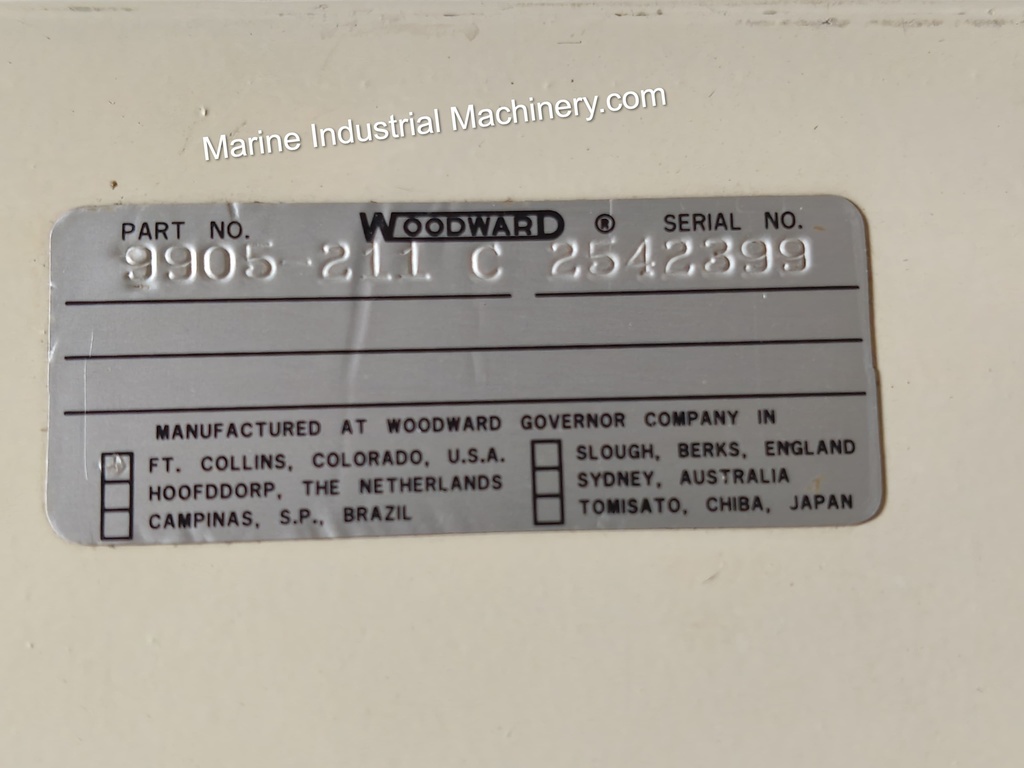 Marine Industrial Machinery.com
PART NO. WOODWARD ® SERIAL NO.
9905-211 C 2542399
MANUFACTURED AT WOODWARD GOVERNOR COMPANY IN
FT. COLLINS, COLORADO, U.S.A.
HOOFDDORP, THE NETHERLANDS
CAMPINAS, S.P., BRAZIL
SLOUGH, BERKS, ENGLAND
SYDNEY, AUSTRALIA
TOMISATO, CHIBA, JAPAN